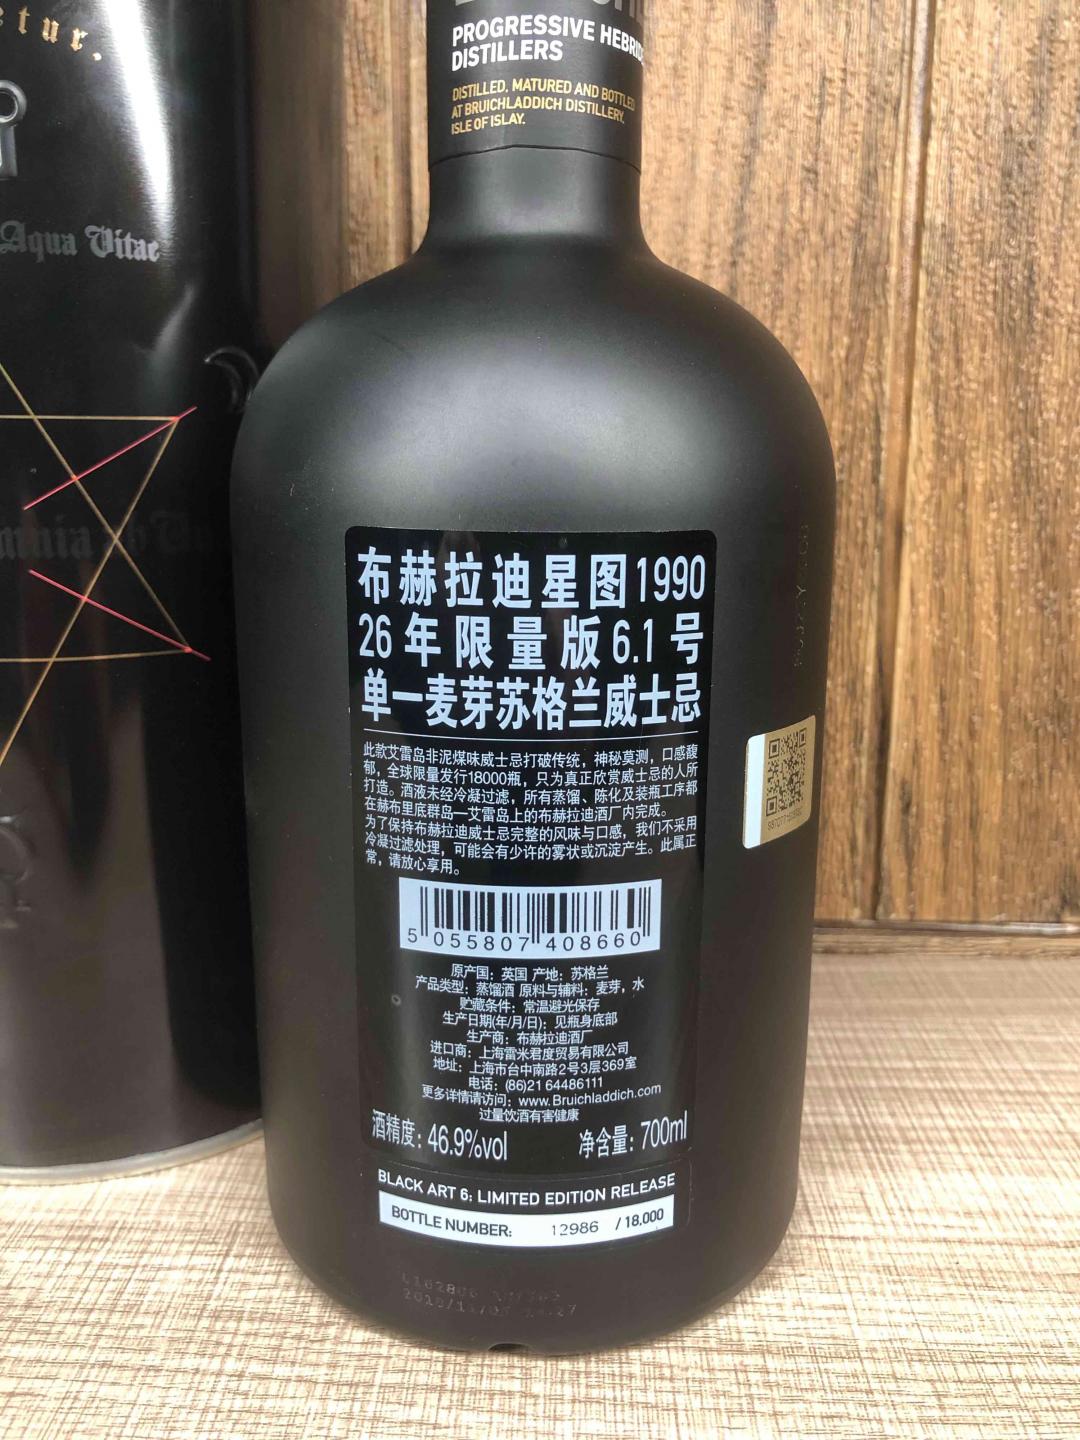 etur.
PROGRESSIVE HEBRID
DISTILLERS
DISTILLED, MATURED AND BOTTLED
AT BRUICHLADDICH DISTILLERY,
ISLE OF ISLAY.
Aqua Vitae
布赫拉迪星图1990
26年限量版6.1号
单一麦芽苏格兰威士忌
此款艾雷岛非泥煤味威士忌打破传统，神秘莫测，口感馥
郁，全球限量发行18000瓶，只为真正欣赏威士忌的人所
打造。酒液未经冷凝过滤，所有蒸馏、陈化及装瓶工序都
在赫布里底群岛—艾雷岛上的布赫拉迪酒厂内完成。
为了保持布赫拉迪威士忌完整的风味与口感，我们不采用
冷凝过滤处理，可能会有少许的雾状或沉淀产生。此属正
常，请放心享用。
5 055807 408660
原产国：英国 产地：苏格兰
产品类型：蒸馏酒 原料与辅料：麦芽，水
贮藏条件：常温避光保存
生产日期(年/月/日)：见瓶身底部
生产商：布赫拉迪酒厂
进口商：上海雷米君度贸易有限公司
地址：上海市台中南路2号3层369室
电话：(86)21 64486111
更多详情请访问：www.Bruichladdich.com
过量饮酒有害健康
酒精度：46.9%vol 净含量：700ml
BLACK ART 6: LIMITED EDITION RELEASE
BOTTLE NUMBER: 12986 / 18,000